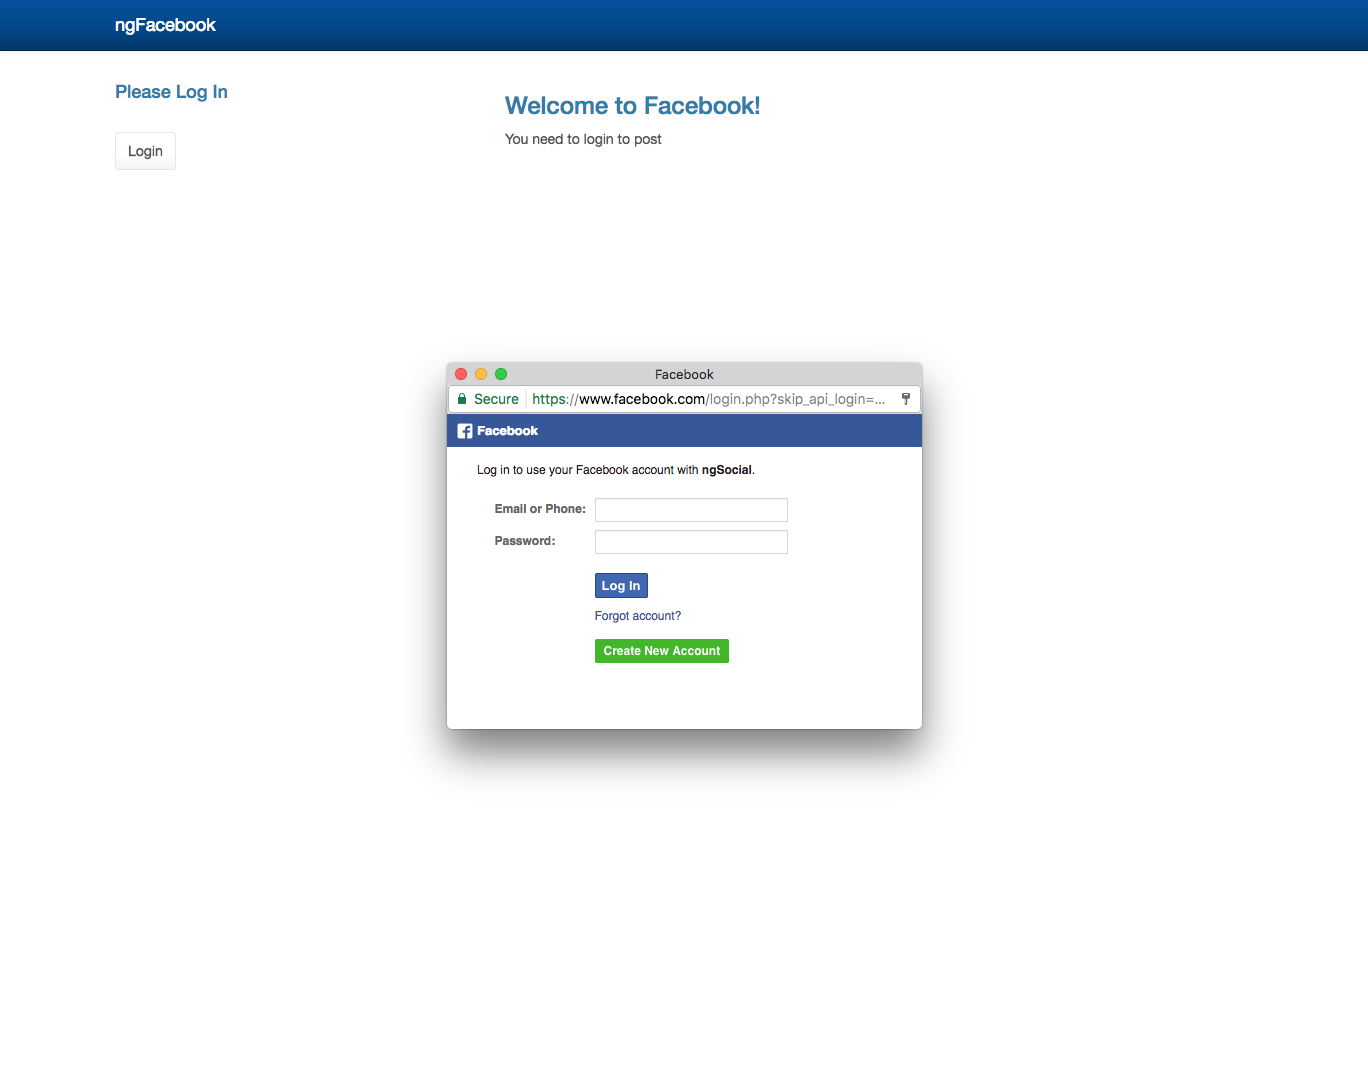 ngFacebook
Please Log In
Login
Welcome to Facebook!
You need to login to post
Facebook
Secure https://www.facebook.com/login.php?skip_api_login=...
Facebook
Log in to use your Facebook account with ngSocial.
Email or Phone:
Password:
Log In
Forgot account?
Create New Account